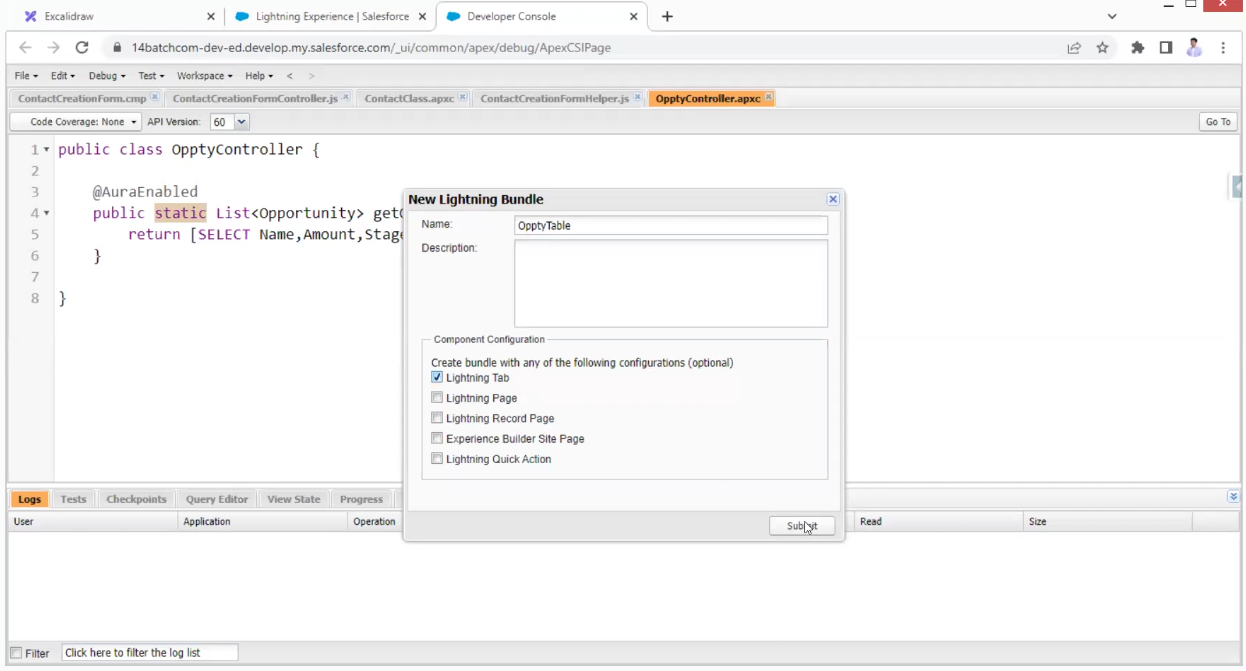 Excalidraw
Lightning Experience | Salesforce
Developer Console
14batchcom-dev-ed.develop.my.salesforce.com/_ui/common/apex/debug/ApexCSIPage
File Edit Debug Test Workspace Help < >
ContactCreationForm.cmp ContactCreationFormController.js ContactClass.apxc ContactCreationFormHelper.js OpptyController.apxc
Code Coverage: None API Version: 60 Go To
1 public class OpptyController {
2
3 @AuraEnabled
4 public static List<Opportunity> get
5 return [SELECT Name,Amount,Stage
6 }
7
8 }
New Lightning Bundle
Name: OpptyTable
Description:
Component Configuration
Create bundle with any of the following configurations (optional)
Lightning Tab
Lightning Page
Lightning Record Page
Experience Builder Site Page
Lightning Quick Action
Submit
Logs Tests Checkpoints Query Editor View State Progress
User Application Operation Read Size
Filter Click here to filter the log list